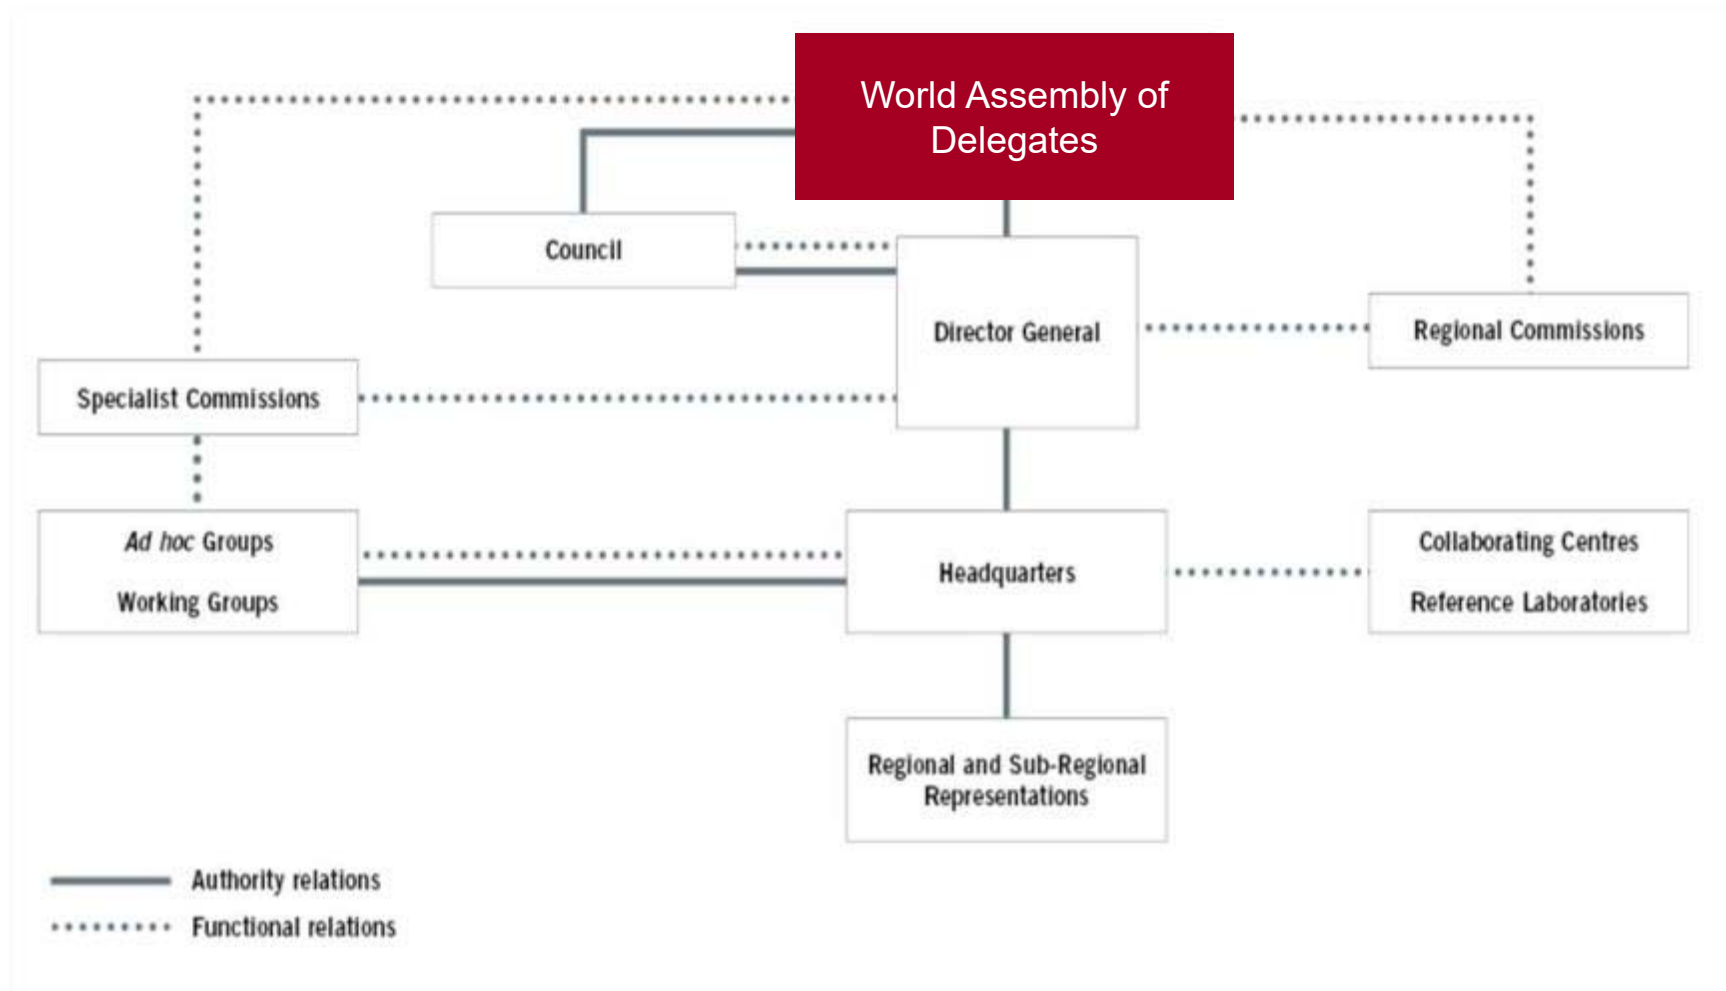 World Assembly of
Delegates
Council
Director General
Regional Commissions
Specialist Commissions
Ad hoc Groups
Working Groups
Headquarters
Collaborating Centres
Reference Laboratories
Regional and Sub-Regional
Representations
Authority relations
Functional relations